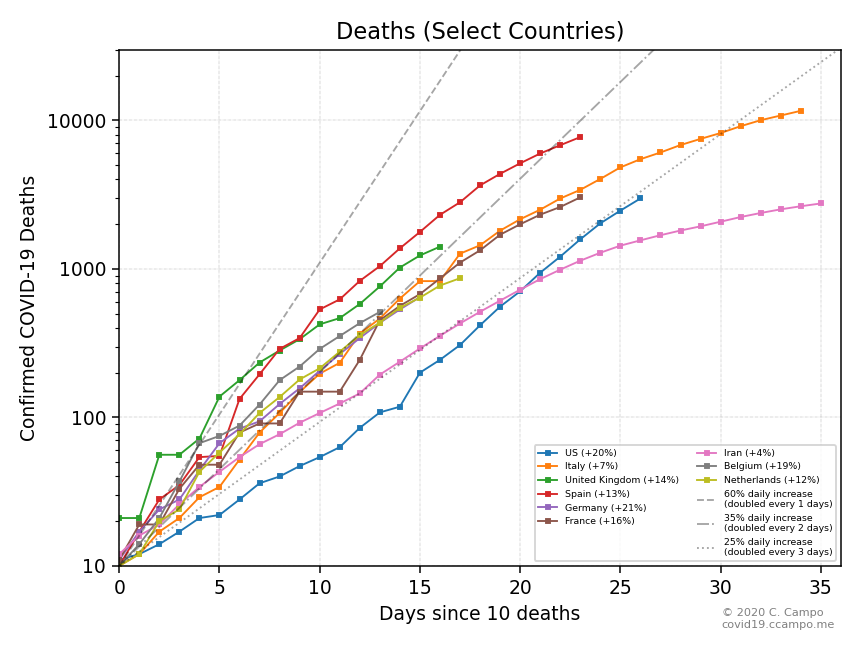 Deaths (Select Countries)
Confirmed COVID-19 Deaths
10000
1000
100
10
0 5 10 15 20 25 30 35
Days since 10 deaths
US (+20%)
Italy (+7%)
United Kingdom (+14%)
Spain (+13%)
Germany (+21%)
France (+16%)
Iran (+4%)
Belgium (+19%)
Netherlands (+12%)
60% daily increase
(doubled every 1 days)
35% daily increase
(doubled every 2 days)
25% daily increase
(doubled every 3 days)
© 2020 C. Campo
covid19.ccampo.me